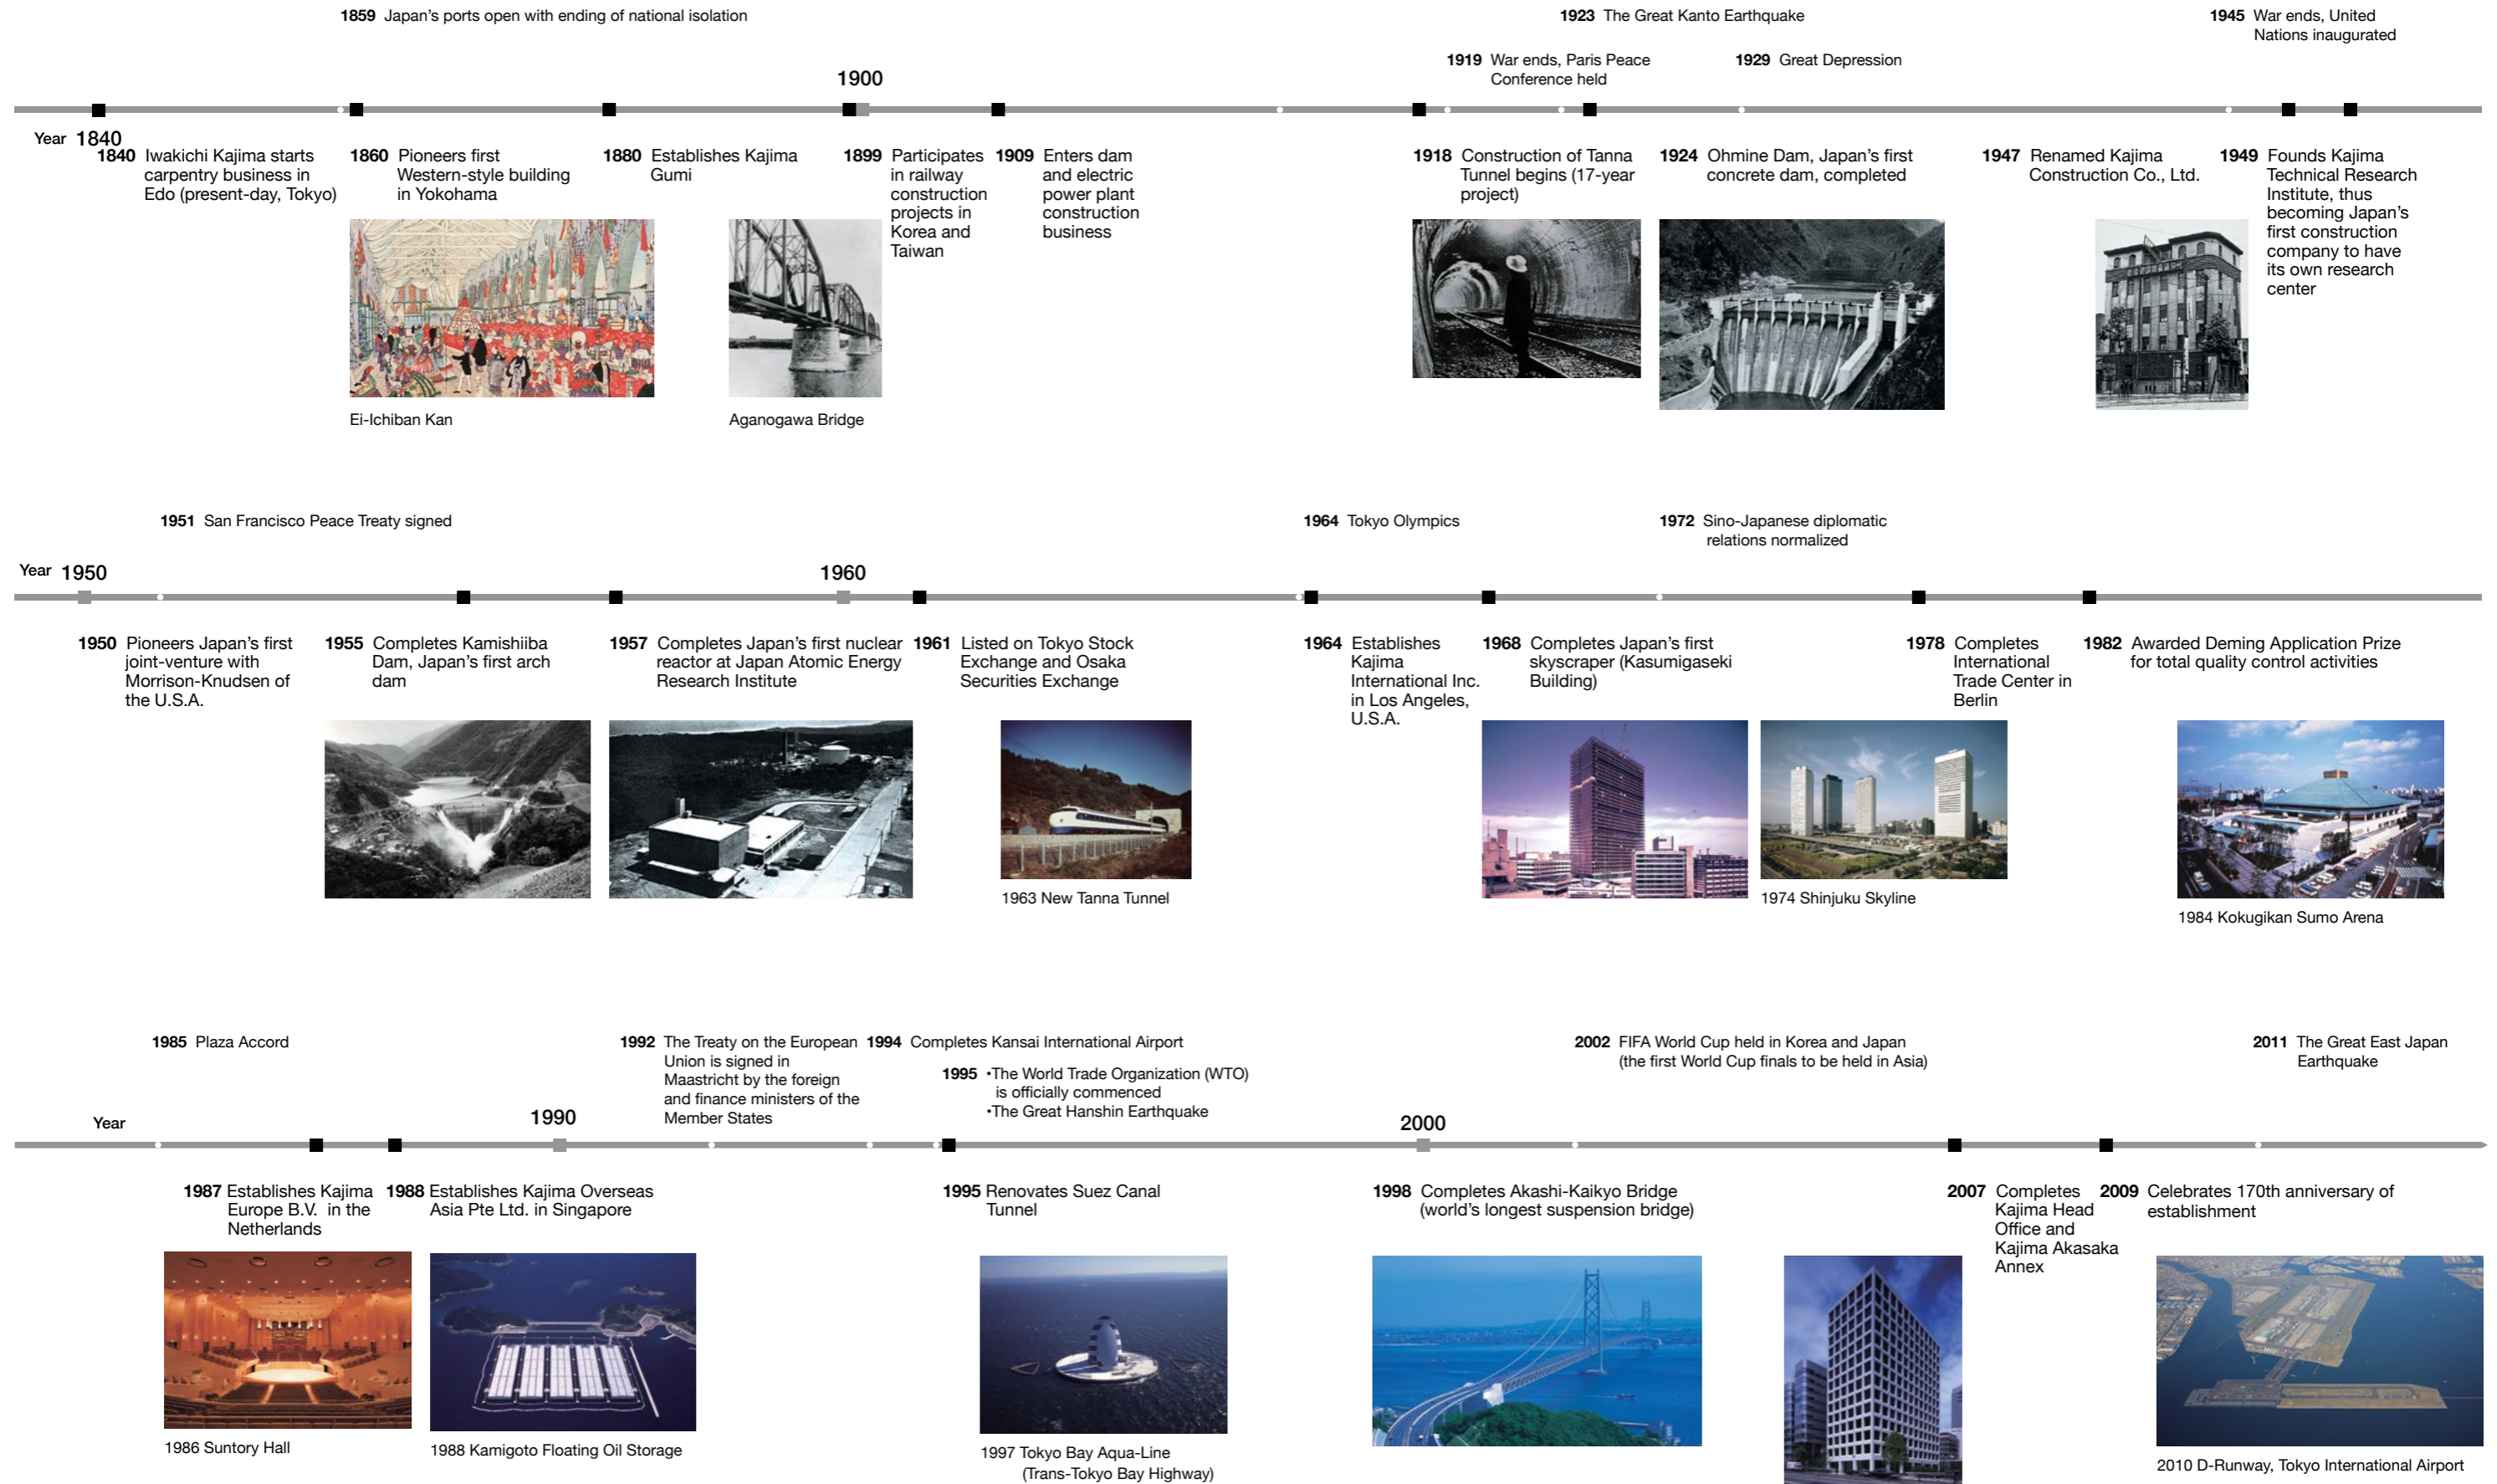 1859 Japan’s ports open with ending of national isolation
1923 The Great Kanto Earthquake
1945 War ends, United
Nations inaugurated
1919 War ends, Paris Peace
Conference held
1929 Great Depression
1900
Year 1840
1840 Iwakichi Kajima starts
carpentry business in
Edo (present-day, Tokyo)
1860 Pioneers first
Western-style building
in Yokohama
1880 Establishes Kajima
Gumi
1899 Participates
in railway
construction
projects in
Korea and
Taiwan
1909 Enters dam
and electric
power plant
construction
business
1918 Construction of Tanna
Tunnel begins (17-year
project)
1924 Ohmine Dam, Japan’s first
concrete dam, completed
1947 Renamed Kajima
Construction Co., Ltd.
1949 Founds Kajima
Technical Research
Institute, thus
becoming Japan’s
first construction
company to have
its own research
center
Ei-Ichiban Kan
Aganogawa Bridge
1951 San Francisco Peace Treaty signed
1964 Tokyo Olympics
1972 Sino-Japanese diplomatic
relations normalized
Year 1950
1960
1950 Pioneers Japan’s first
joint-venture with
Morrison-Knudsen of
the U.S.A.
1955 Completes Kamishiiba
Dam, Japan’s first arch
dam
1957 Completes Japan’s first nuclear
reactor at Japan Atomic Energy
Research Institute
1961 Listed on Tokyo Stock
Exchange and Osaka
Securities Exchange
1964 Establishes
Kajima
International Inc.
in Los Angeles,
U.S.A.
1968 Completes Japan’s first
skyscraper (Kasumigaseki
Building)
1978 Completes
International
Trade Center in
Berlin
1982 Awarded Deming Application Prize
for total quality control activities
1963 New Tanna Tunnel
1974 Shinjuku Skyline
1984 Kokugikan Sumo Arena
1985 Plaza Accord
1992 The Treaty on the European
Union is signed in
Maastricht by the foreign
and finance ministers of the
Member States
1994 Completes Kansai International Airport
1995 •The World Trade Organization (WTO)
is officially commenced
•The Great Hanshin Earthquake
2002 FIFA World Cup held in Korea and Japan
(the first World Cup finals to be held in Asia)
2011 The Great East Japan
Earthquake
Year
1990
2000
1987 Establishes Kajima
Europe B.V. in the
Netherlands
1988 Establishes Kajima Overseas
Asia Pte Ltd. in Singapore
1995 Renovates Suez Canal
Tunnel
1998 Completes Akashi-Kaikyo Bridge
(world’s longest suspension bridge)
2007 Completes
Kajima Head
Office and
Kajima Akasaka
Annex
2009 Celebrates 170th anniversary of
establishment
1986 Suntory Hall
1988 Kamigoto Floating Oil Storage
1997 Tokyo Bay Aqua-Line
(Trans-Tokyo Bay Highway)
2010 D-Runway, Tokyo International Airport